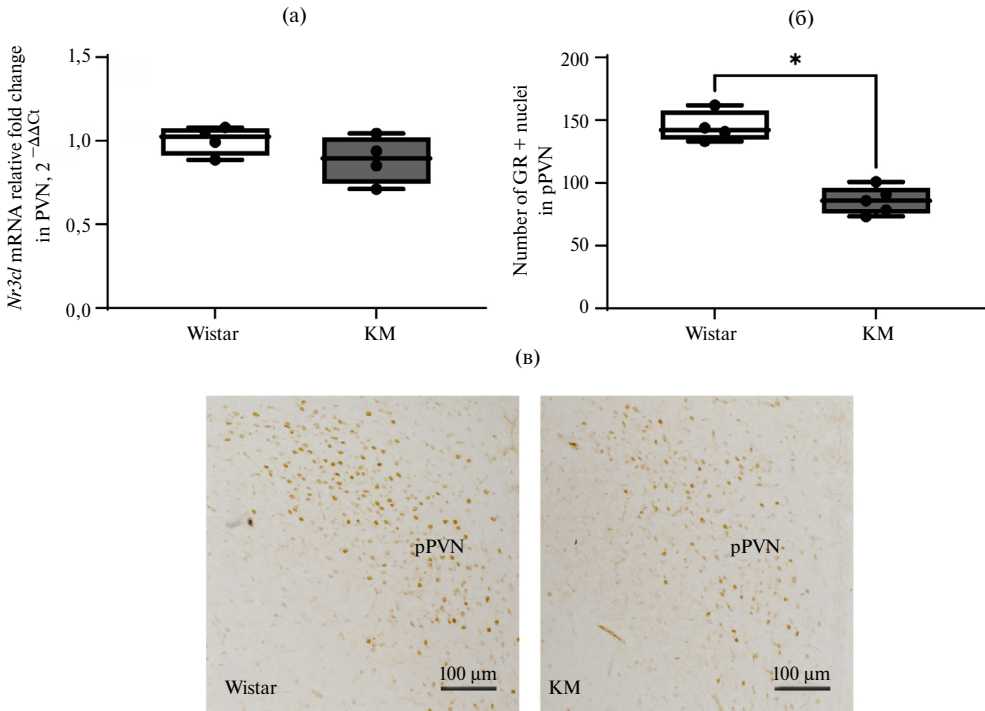 (а)
Nr3cl mRNA relative fold change
in PVN, 2 −ΔΔCt
1,5
1,0
0,5
0,0
Wistar KM
(б)
Number of GR + nuclei
in pPVN
200
150
100
50
0
*
Wistar KM
(в)
pPVN
Wistar
100 μm
pPVN
KM
100 μm